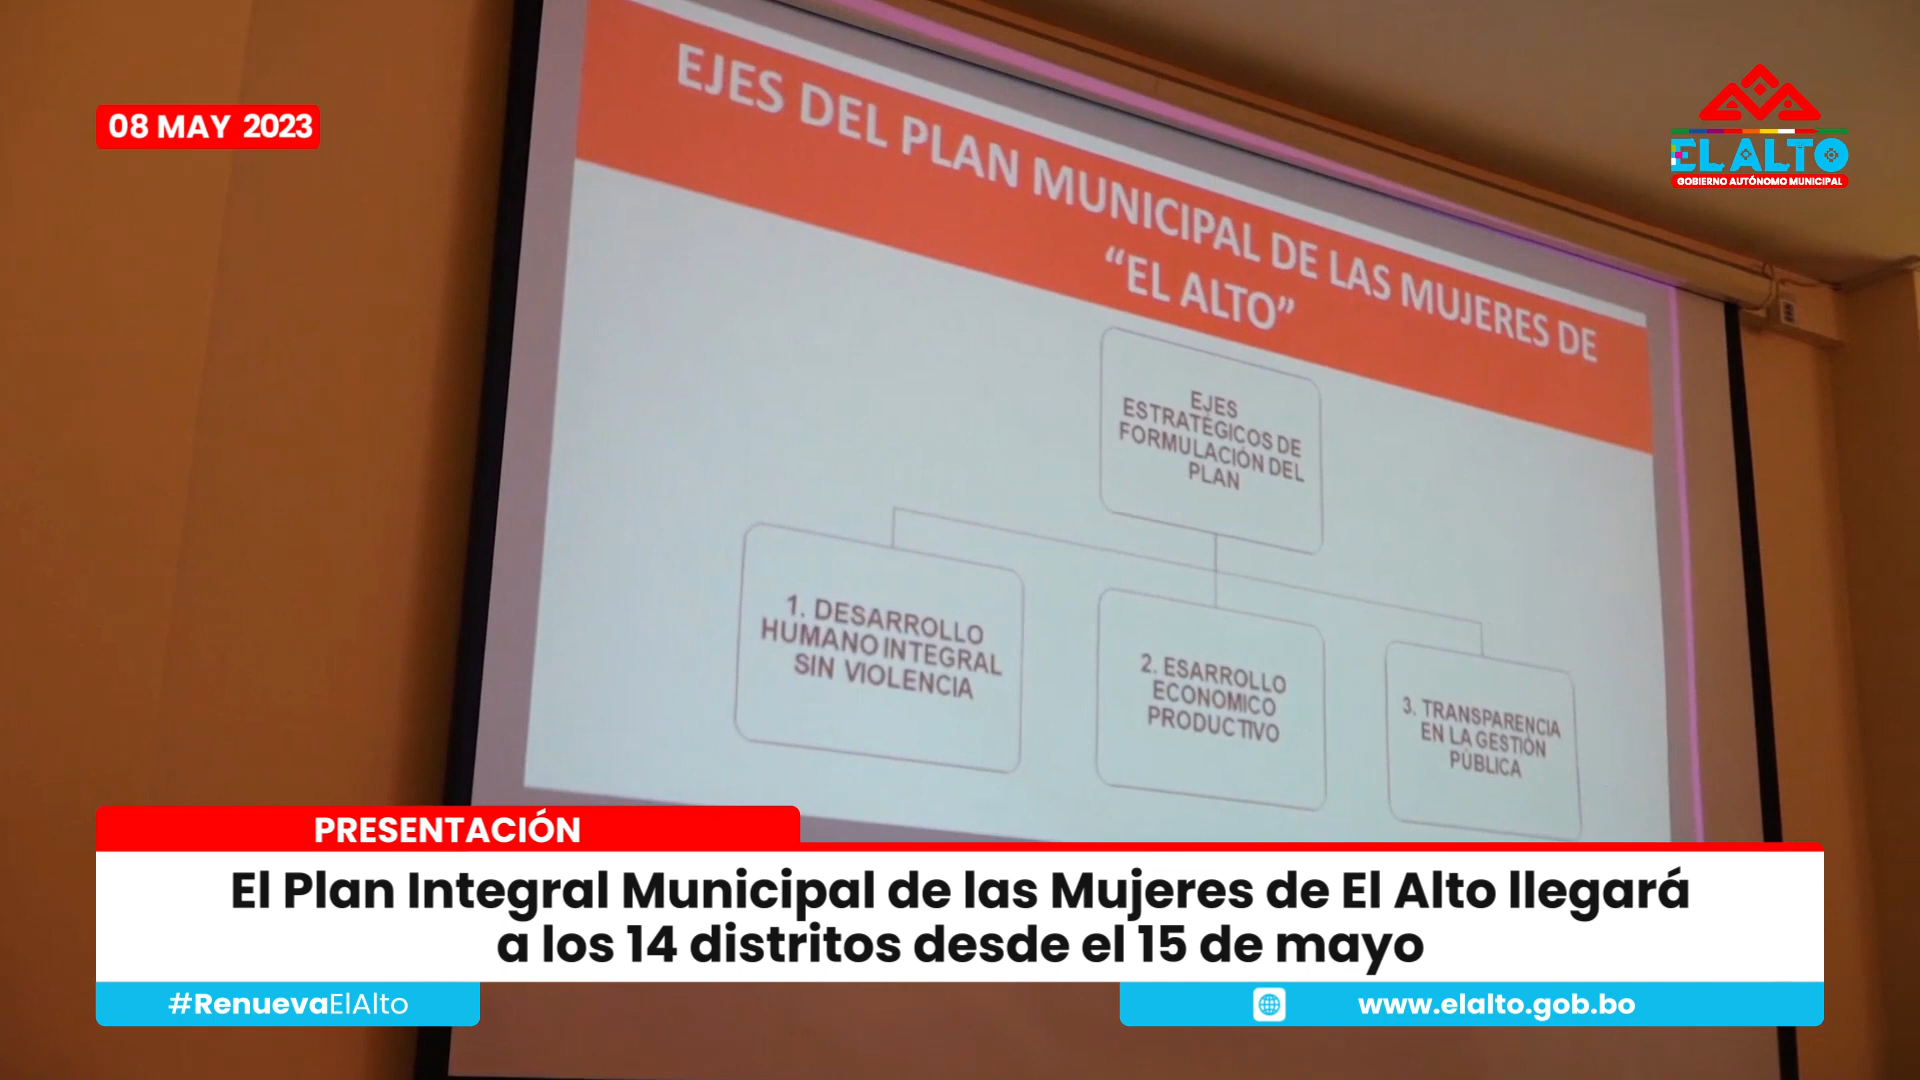 08 MAY 2023
EL ALTO
GOBIERNO AUTÓNOMO MUNICIPAL
EJES DEL PLAN MUNICIPAL DE LAS MUJERES DE
“EL ALTO”
EJES
ESTRATÉGICOS DE
FORMULACIÓN DEL
PLAN
1. DESARROLLO
HUMANO INTEGRAL
SIN VIOLENCIA
2. ESARROLLO
ECONOMICO
PRODUCTIVO
3. TRANSPARENCIA
EN LA GESTIÓN
PÚBLICA
PRESENTACIÓN
El Plan Integral Municipal de las Mujeres de El Alto llegará
a los 14 distritos desde el 15 de mayo
#RenuevaElAlto
www.elalto.gob.bo